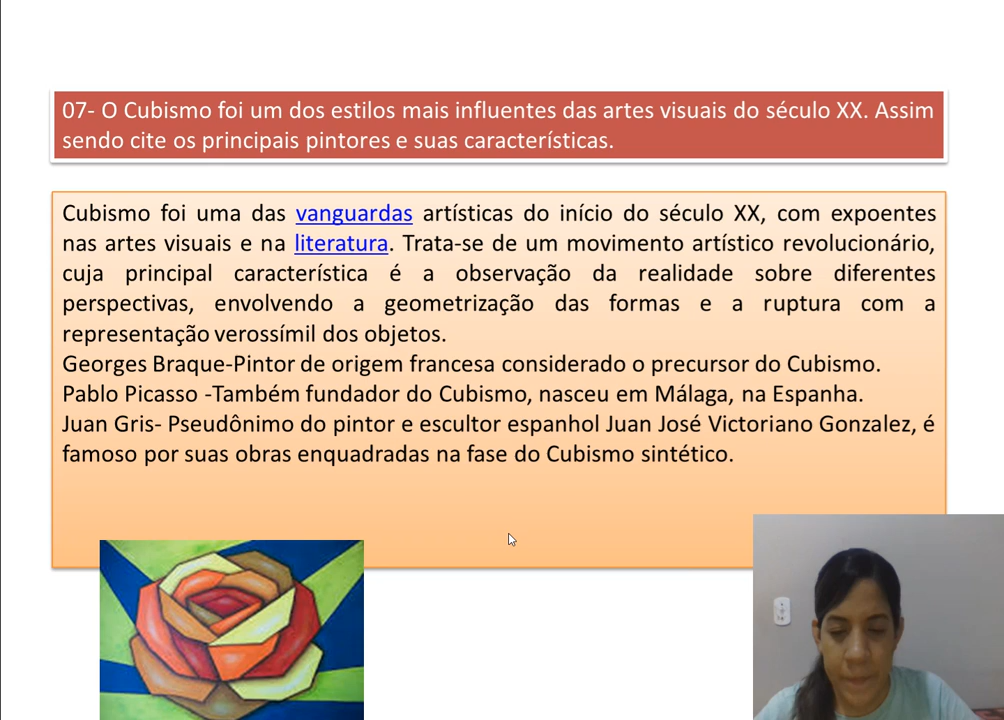 07- O Cubismo foi um dos estilos mais influentes das artes visuais do século XX. Assim
sendo cite os principais pintores e suas características.
Cubismo foi uma das vanguardas artísticas do início do século XX, com expoentes
nas artes visuais e na literatura. Trata-se de um movimento artístico revolucionário,
cuja principal característica é a observação da realidade sobre diferentes
perspectivas, envolvendo a geometrização das formas e a ruptura com a
representação verossímil dos objetos.
Georges Braque-Pintor de origem francesa considerado o precursor do Cubismo.
Pablo Picasso -Também fundador do Cubismo, nasceu em Málaga, na Espanha.
Juan Gris- Pseudônimo do pintor e escultor espanhol Juan José Victoriano Gonzalez, é
famoso por suas obras enquadradas na fase do Cubismo sintético.